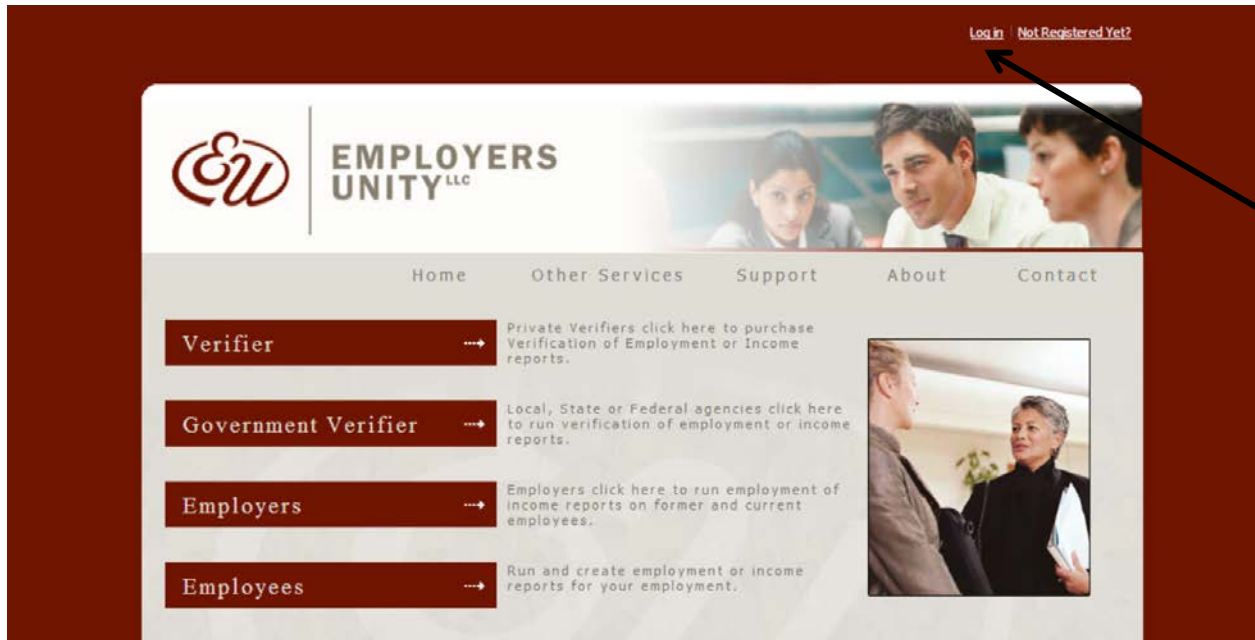 Log in | Not Registered Yet?
EU
EMPLOYERS
UNITY LLC
Home Other Services Support About Contact
Verifier
Private Verifiers click here to purchase
Verification of Employment or Income
reports.
Government Verifier
Local, State or Federal agencies click here
to run verification of employment or income
reports.
Employers
Employers click here to run employment of
income reports on former and current
employees.
Employees
Run and create employment or income
reports for your employment.